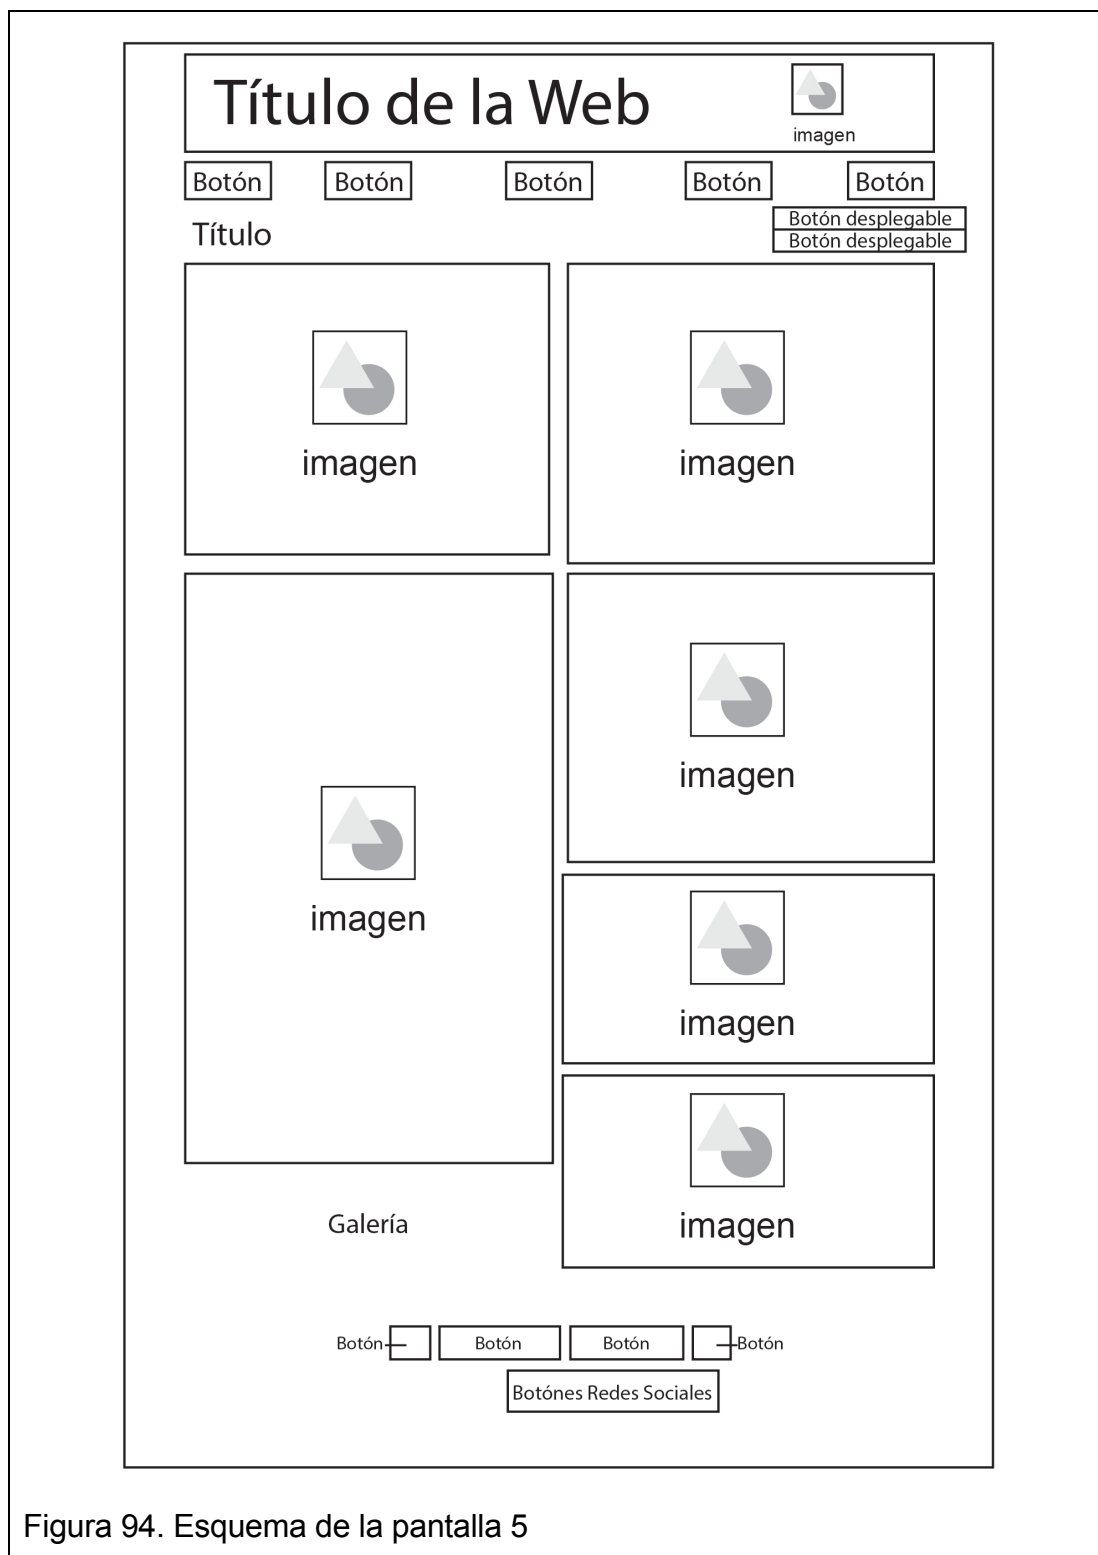 Título de la Web
imagen
Botón Botón Botón Botón Botón
Botón desplegable
Título
Botón desplegable
imagen imagen
imagen
imagen
imagen
Galería imagen
Botón Botón Botón Botón
Botónes Redes Sociales
Figura 94. Esquema de la pantalla 5